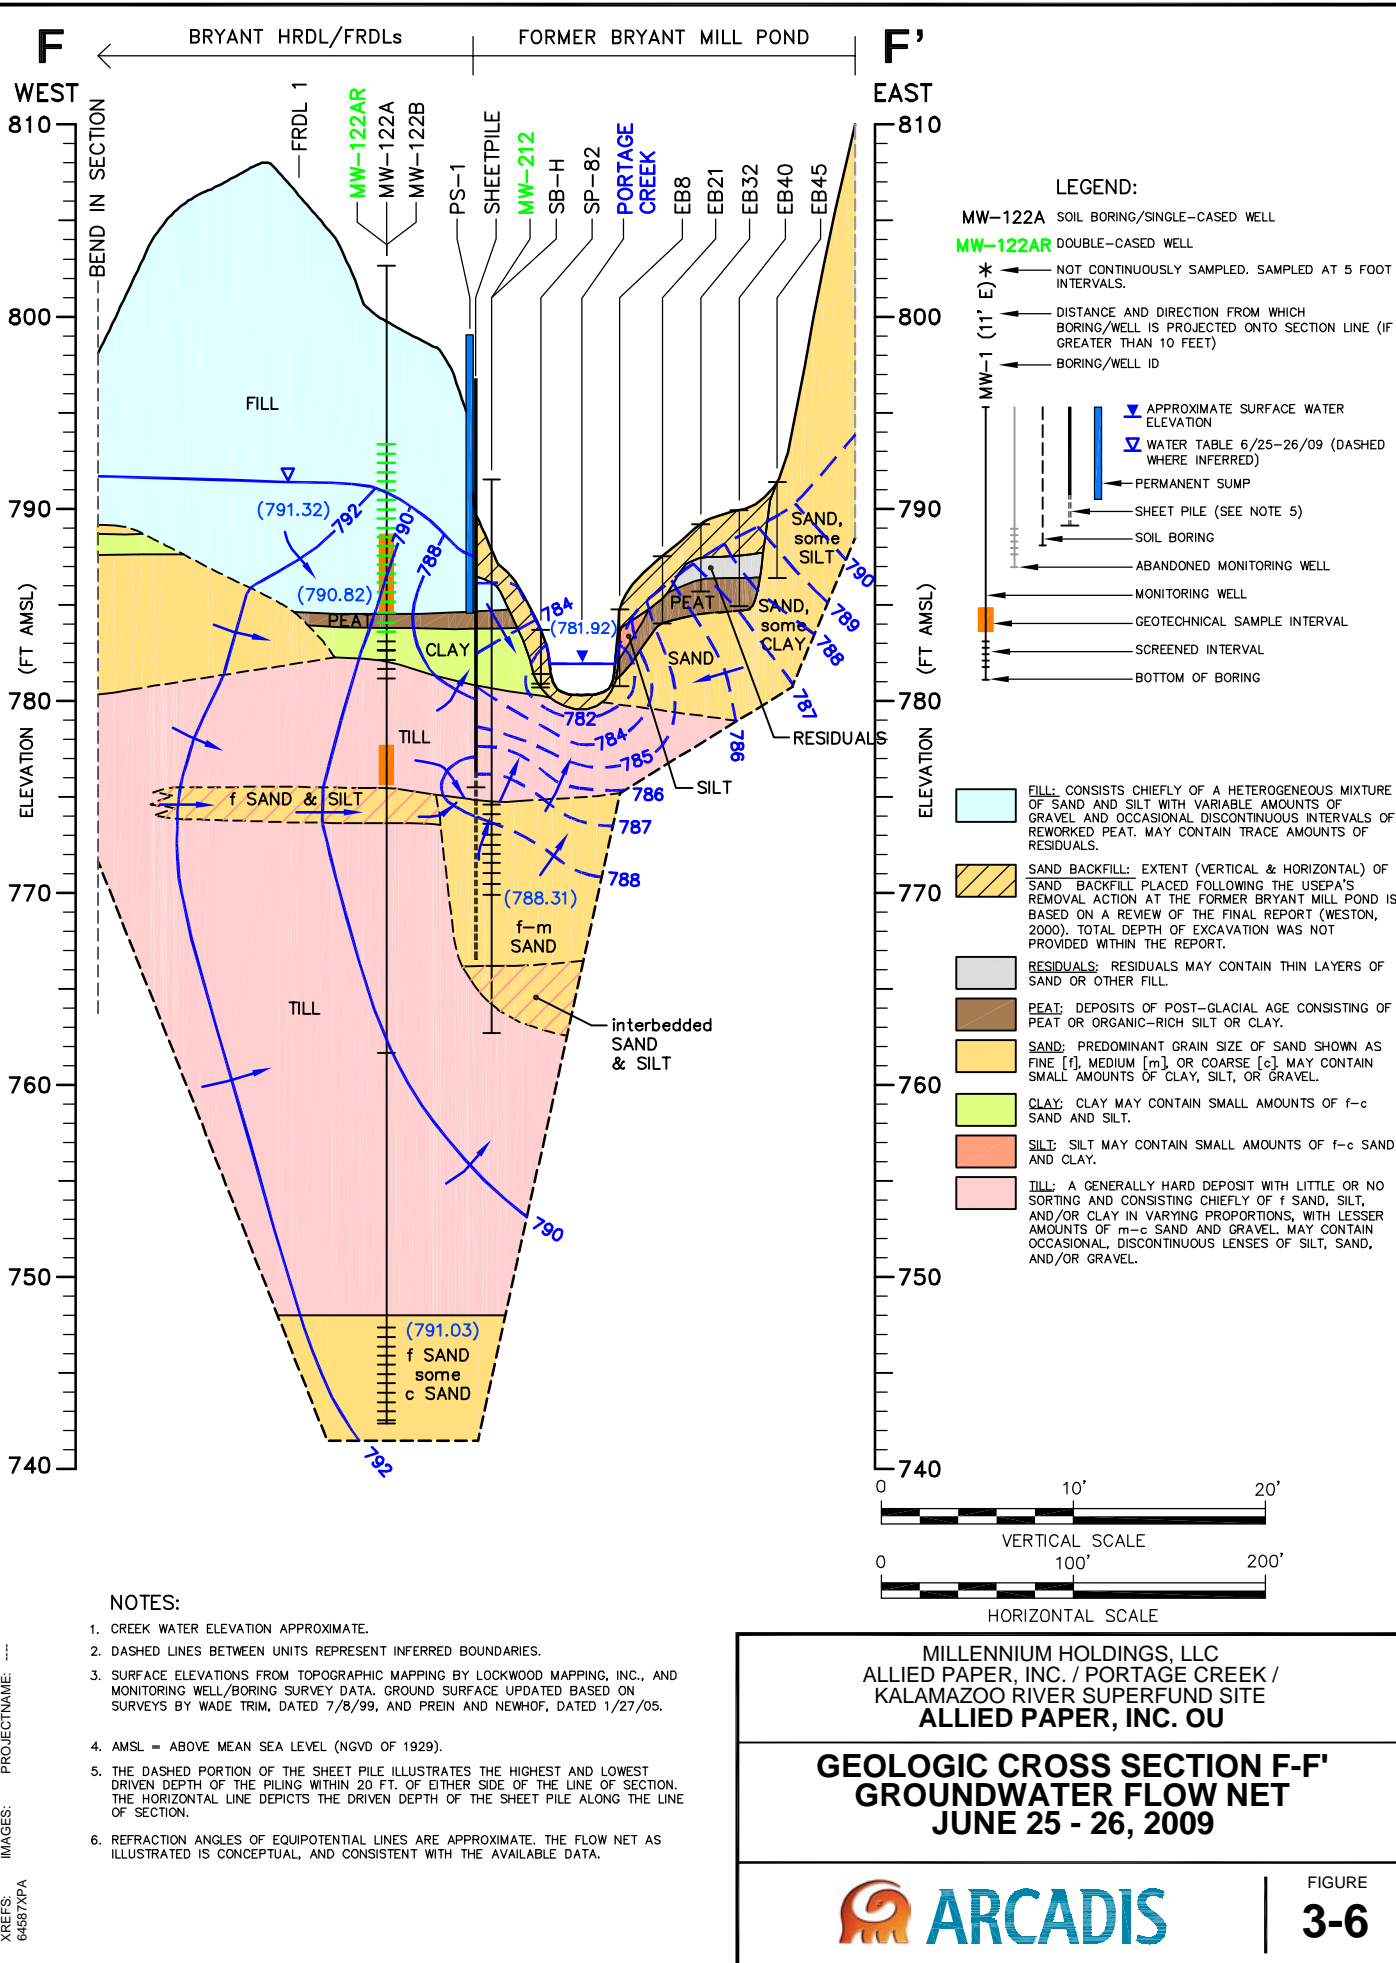 F
BRYANT HRDL/FRDLs
FORMER BRYANT MILL POND
F'
WEST
EAST
BEND IN SECTION
FRDL 1
MW-122AR
MW-122A
MW-122B
PS-1
SHEETPILE
MW-212
SB-H
SP-82
PORTAGE
CREEK
EB8
EB21
EB32
EB40
EB45
810
800
790
780
770
760
750
740
ELEVATION (FT AMSL)
810
800
790
780
770
760
750
740
ELEVATION (FT AMSL)
FILL
(791.32)
792
790
788
(790.82)
PEAT
CLAY
784
(781.92)
PEAT
SAND,
some
SILT
SAND,
some
CLAY
SAND
790
789
788
787
786
782
784
785
786
787
788
RESIDUALS
SILT
TILL
f SAND & SILT
(788.31)
f-m
SAND
TILL
interbedded
SAND
& SILT
790
(791.03)
f SAND
some
c SAND
792
LEGEND:
MW-122A SOIL BORING/SINGLE-CASED WELL
MW-122AR DOUBLE-CASED WELL
MW-1 (11' E)*
NOT CONTINUOUSLY SAMPLED. SAMPLED AT 5 FOOT
INTERVALS.
DISTANCE AND DIRECTION FROM WHICH
BORING/WELL IS PROJECTED ONTO SECTION LINE (IF
GREATER THAN 10 FEET)
BORING/WELL ID
APPROXIMATE SURFACE WATER
ELEVATION
WATER TABLE 6/25-26/09 (DASHED
WHERE INFERRED)
PERMANENT SUMP
SHEET PILE (SEE NOTE 5)
SOIL BORING
ABANDONED MONITORING WELL
MONITORING WELL
GEOTECHNICAL SAMPLE INTERVAL
SCREENED INTERVAL
BOTTOM OF BORING
FILL: CONSISTS CHIEFLY OF A HETEROGENEOUS MIXTURE
OF SAND AND SILT WITH VARIABLE AMOUNTS OF
GRAVEL AND OCCASIONAL DISCONTINUOUS INTERVALS OF
REWORKED PEAT. MAY CONTAIN TRACE AMOUNTS OF
RESIDUALS.
SAND BACKFILL: EXTENT (VERTICAL & HORIZONTAL) OF
SAND BACKFILL PLACED FOLLOWING THE USEPA'S
REMOVAL ACTION AT THE FORMER BRYANT MILL POND IS
BASED ON A REVIEW OF THE FINAL REPORT (WESTON,
2000). TOTAL DEPTH OF EXCAVATION WAS NOT
PROVIDED WITHIN THE REPORT.
RESIDUALS: RESIDUALS MAY CONTAIN THIN LAYERS OF
SAND OR OTHER FILL.
PEAT: DEPOSITS OF POST-GLACIAL AGE CONSISTING OF
PEAT OR ORGANIC-RICH SILT OR CLAY.
SAND: PREDOMINANT GRAIN SIZE OF SAND SHOWN AS
FINE [f], MEDIUM [m], OR COARSE [c]. MAY CONTAIN
SMALL AMOUNTS OF CLAY, SILT, OR GRAVEL.
CLAY: CLAY MAY CONTAIN SMALL AMOUNTS OF f-c
SAND AND SILT.
SILT: SILT MAY CONTAIN SMALL AMOUNTS OF f-c SAND
AND CLAY.
TILL: A GENERALLY HARD DEPOSIT WITH LITTLE OR NO
SORTING AND CONSISTING CHIEFLY OF f SAND, SILT,
AND/OR CLAY IN VARYING PROPORTIONS, WITH LESSER
AMOUNTS OF m-c SAND AND GRAVEL. MAY CONTAIN
OCCASIONAL, DISCONTINUOUS LENSES OF SILT, SAND,
AND/OR GRAVEL.
0 10' 20'
VERTICAL SCALE
0 100' 200'
HORIZONTAL SCALE
NOTES:
1. CREEK WATER ELEVATION APPROXIMATE.
2. DASHED LINES BETWEEN UNITS REPRESENT INFERRED BOUNDARIES.
3. SURFACE ELEVATIONS FROM TOPOGRAPHIC MAPPING BY LOCKWOOD MAPPING, INC., AND
MONITORING WELL/BORING SURVEY DATA. GROUND SURFACE UPDATED BASED ON
SURVEYS BY WADE TRIM, DATED 7/8/99, AND PREIN AND NEWHOF, DATED 1/27/05.
4. AMSL = ABOVE MEAN SEA LEVEL (NGVD OF 1929).
5. THE DASHED PORTION OF THE SHEET PILE ILLUSTRATES THE HIGHEST AND LOWEST
DRIVEN DEPTH OF THE PILING WITHIN 20 FT. OF EITHER SIDE OF THE LINE OF SECTION.
THE HORIZONTAL LINE DEPICTS THE DRIVEN DEPTH OF THE SHEET PILE ALONG THE LINE
OF SECTION.
6. REFRACTION ANGLES OF EQUIPOTENTIAL LINES ARE APPROXIMATE. THE FLOW NET AS
ILLUSTRATED IS CONCEPTUAL, AND CONSISTENT WITH THE AVAILABLE DATA.
XREFS: IMAGES: PROJECTNAME: ----
64587XPA
MILLENNIUM HOLDINGS, LLC
ALLIED PAPER, INC. / PORTAGE CREEK /
KALAMAZOO RIVER SUPERFUND SITE
ALLIED PAPER, INC. OU
GEOLOGIC CROSS SECTION F-F'
GROUNDWATER FLOW NET
JUNE 25 - 26, 2009
ARCADIS
FIGURE
3-6